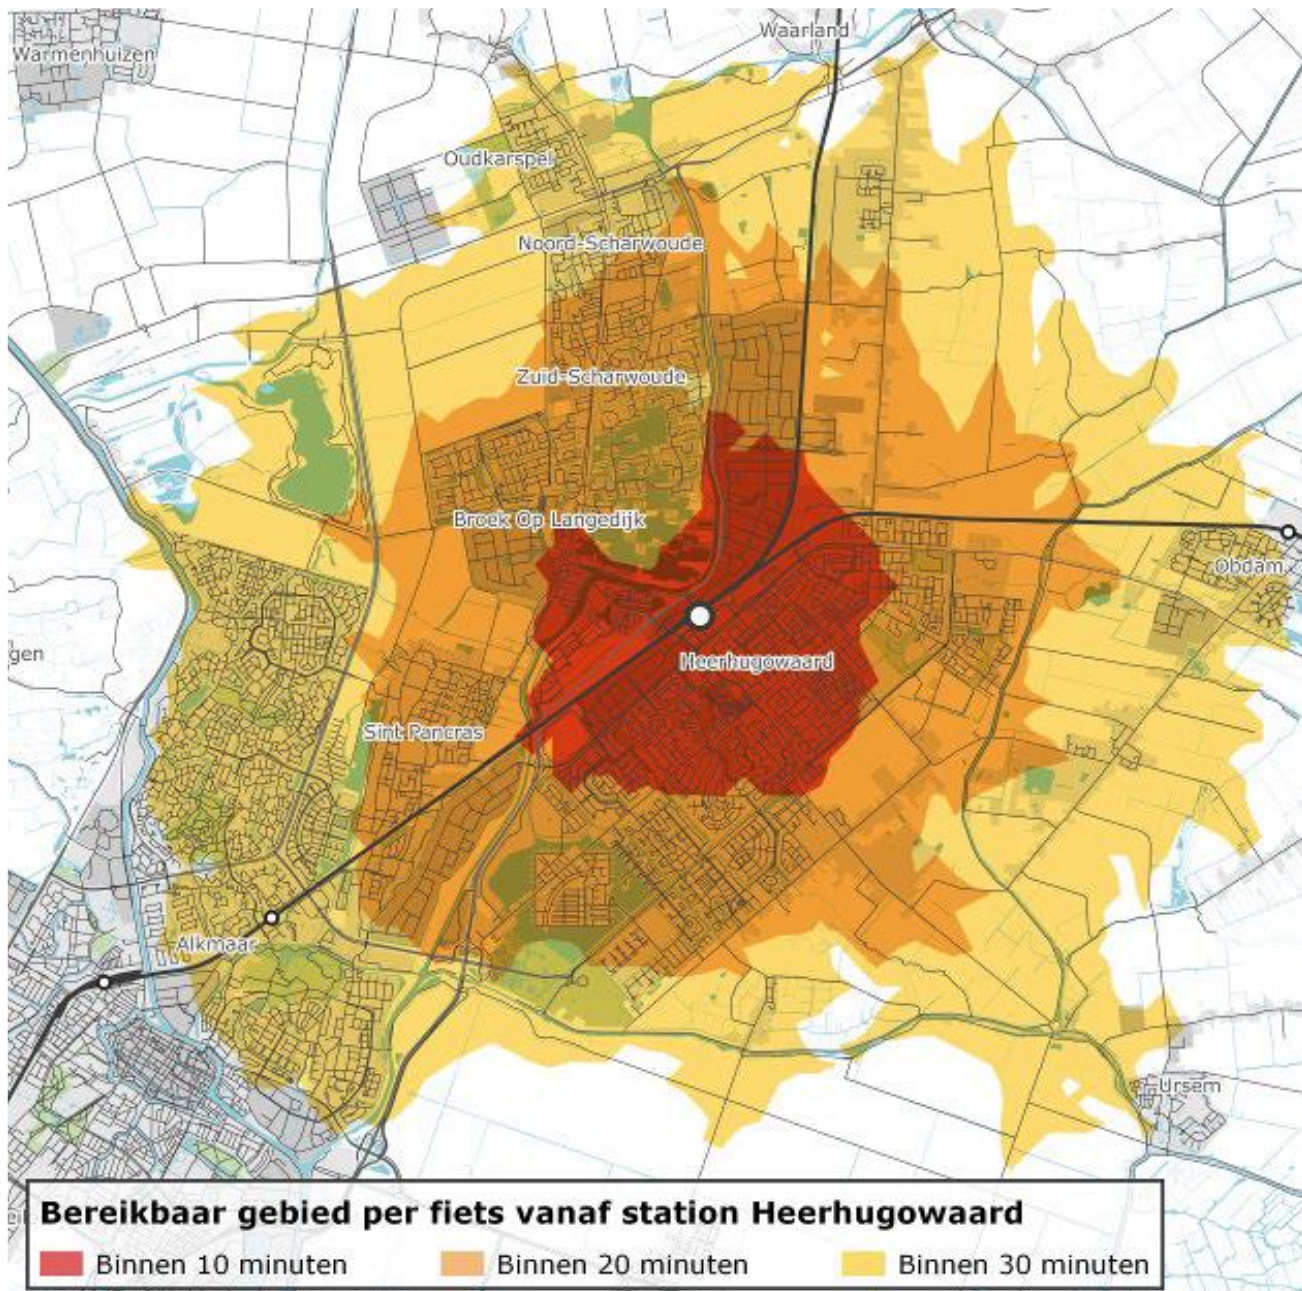 Waarland
Warmenhuizen
Oudkarspel
Noord-Scharwoude
Zuid-Scharwoude
Broek Op Langedijk
Obdam
gen
Heerhugowaard
Sint Pancras
Alkmaar
Ursem
Bereikbaar gebied per fiets vanaf station Heerhugowaard
Binnen 10 minuten
Binnen 20 minuten
Binnen 30 minuten